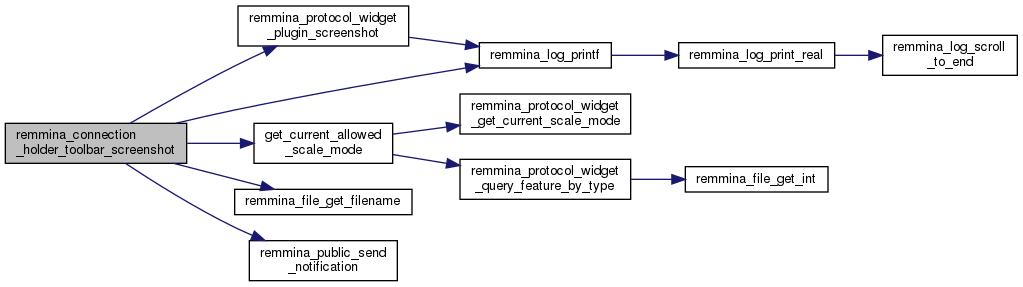 remmina_connection
_holder_toolbar_screenshot
remmina_protocol_widget
_plugin_screenshot
remmina_log_printf
remmina_log_print_real
remmina_log_scroll
_to_end
get_current_allowed
_scale_mode
remmina_protocol_widget
_get_current_scale_mode
remmina_protocol_widget
_query_feature_by_type
remmina_file_get_int
remmina_file_get_filename
remmina_public_send
_notification